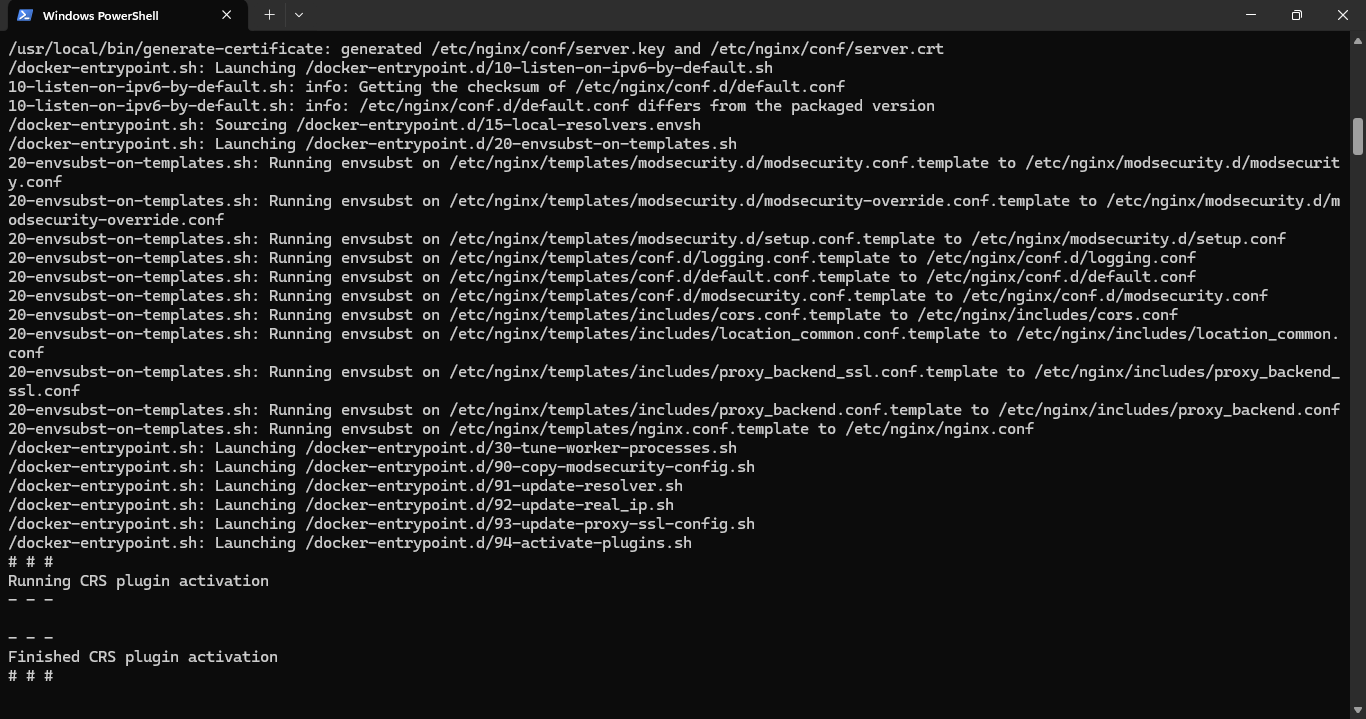 Windows PowerShell
/usr/local/bin/generate-certificate: generated /etc/nginx/conf/server.key and /etc/nginx/conf/server.crt
/docker-entrypoint.sh: Launching /docker-entrypoint.d/10-listen-on-ipv6-by-default.sh
10-listen-on-ipv6-by-default.sh: info: Getting the checksum of /etc/nginx/conf.d/default.conf
10-listen-on-ipv6-by-default.sh: info: /etc/nginx/conf.d/default.conf differs from the packaged version
/docker-entrypoint.sh: Sourcing /docker-entrypoint.d/15-local-resolvers.envsh
/docker-entrypoint.sh: Launching /docker-entrypoint.d/20-envsubst-on-templates.sh
20-envsubst-on-templates.sh: Running envsubst on /etc/nginx/templates/modsecurity.d/modsecurity.conf.template to /etc/nginx/modsecurity.d/modsecurit
y.conf
20-envsubst-on-templates.sh: Running envsubst on /etc/nginx/templates/modsecurity.d/modsecurity-override.conf.template to /etc/nginx/modsecurity.d/m
odsecurity-override.conf
20-envsubst-on-templates.sh: Running envsubst on /etc/nginx/templates/modsecurity.d/setup.conf.template to /etc/nginx/modsecurity.d/setup.conf
20-envsubst-on-templates.sh: Running envsubst on /etc/nginx/templates/conf.d/logging.conf.template to /etc/nginx/conf.d/logging.conf
20-envsubst-on-templates.sh: Running envsubst on /etc/nginx/templates/conf.d/default.conf.template to /etc/nginx/conf.d/default.conf
20-envsubst-on-templates.sh: Running envsubst on /etc/nginx/templates/conf.d/modsecurity.conf.template to /etc/nginx/conf.d/modsecurity.conf
20-envsubst-on-templates.sh: Running envsubst on /etc/nginx/templates/includes/cors.conf.template to /etc/nginx/includes/cors.conf
20-envsubst-on-templates.sh: Running envsubst on /etc/nginx/templates/includes/location_common.conf.template to /etc/nginx/includes/location_common.
conf
20-envsubst-on-templates.sh: Running envsubst on /etc/nginx/templates/includes/proxy_backend_ssl.conf.template to /etc/nginx/includes/proxy_backend_
ssl.conf
20-envsubst-on-templates.sh: Running envsubst on /etc/nginx/templates/includes/proxy_backend.conf.template to /etc/nginx/includes/proxy_backend.conf
20-envsubst-on-templates.sh: Running envsubst on /etc/nginx/templates/nginx.conf.template to /etc/nginx/nginx.conf
/docker-entrypoint.sh: Launching /docker-entrypoint.d/30-tune-worker-processes.sh
/docker-entrypoint.sh: Launching /docker-entrypoint.d/90-copy-modsecurity-config.sh
/docker-entrypoint.sh: Launching /docker-entrypoint.d/91-update-resolver.sh
/docker-entrypoint.sh: Launching /docker-entrypoint.d/92-update-real_ip.sh
/docker-entrypoint.sh: Launching /docker-entrypoint.d/93-update-proxy-ssl-config.sh
/docker-entrypoint.sh: Launching /docker-entrypoint.d/94-activate-plugins.sh
# # #
Running CRS plugin activation
- - -
- - -
Finished CRS plugin activation
# # #